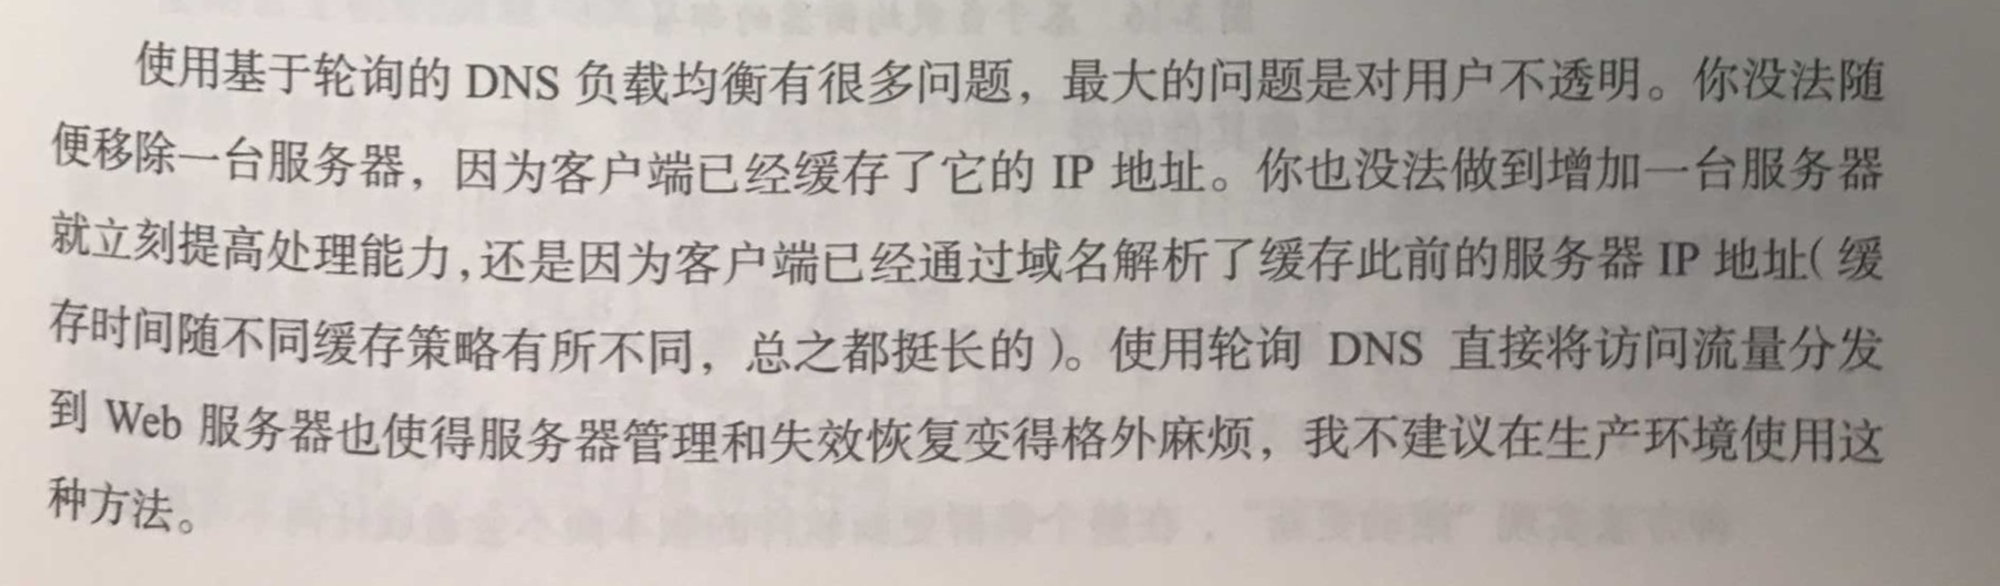 使用基于轮询的 DNS 负载均衡有很多问题，最大的问题是对用户不透明。你没法随
便移除一台服务器，因为客户端已经缓存了它的 IP 地址。你也没法做到增加一台服务器
就立刻提高处理能力,还是因为客户端已经通过域名解析了缓存此前的服务器 IP 地址( 缓
存时间随不同缓存策略有所不同，总之都挺长的 )。使用轮询 DNS 直接将访问流量分发
到 Web 服务器也使得服务器管理和失效恢复变得格外麻烦，我不建议在生产环境使用这
种方法。